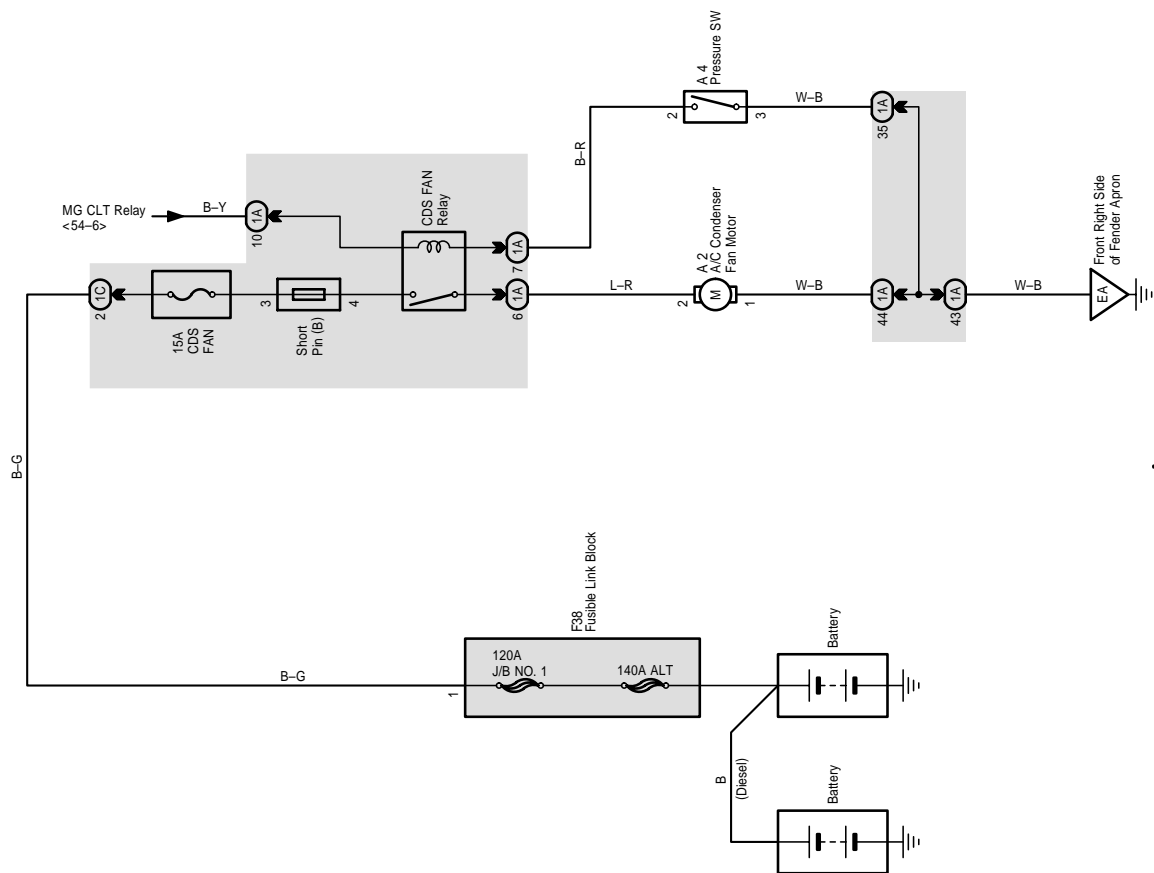 A 4
Pressure SW
2
3
W–B
35
1A
B–R
MG CLT Relay
<54–6>
B–Y
10
1A
CDS FAN
Relay
7
1A
2
1C
15A
CDS
FAN
3
4
Short
Pin (B)
6
1A
L–R
A 2
A/C Condenser
Fan Motor
2
M
1
W–B
44
1A
43
1A
W–B
EA
Front Right Side
of Fender Apron
B–G
B–G
1
F38
Fusible Link Block
120A
J/B NO. 1
140A ALT
Battery
B
(Diesel)
Battery